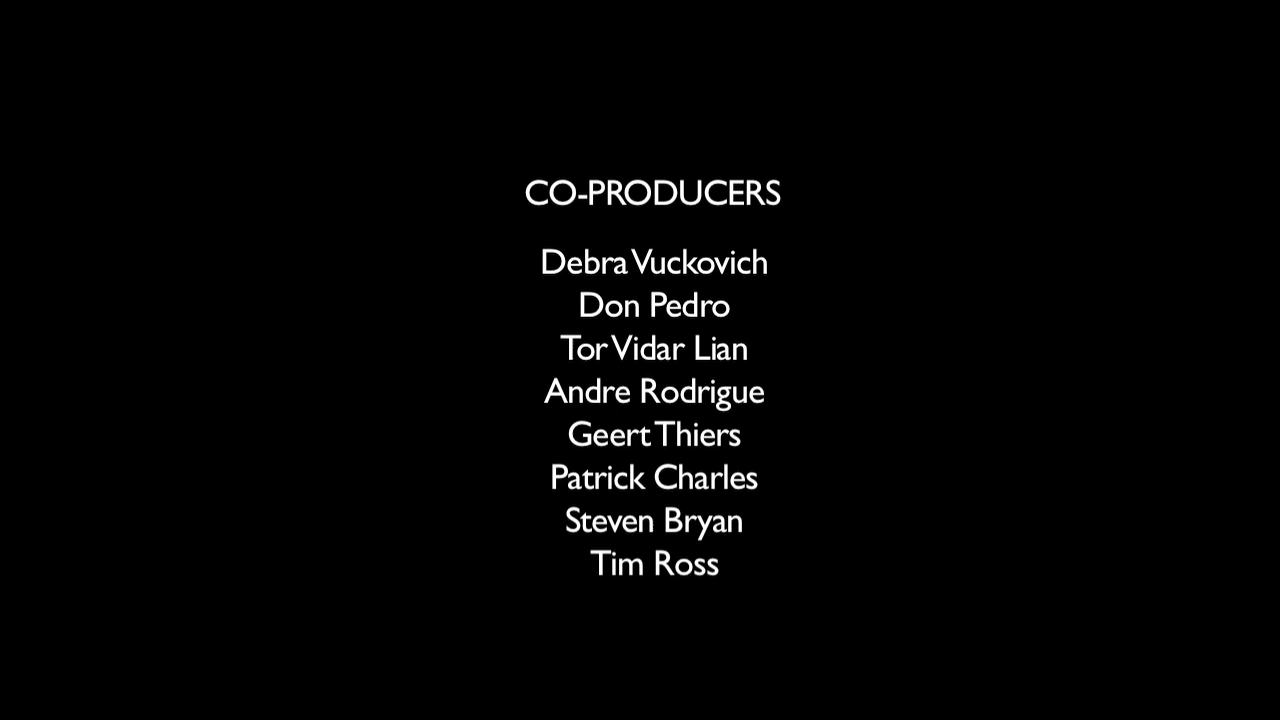 CO-PRODUCERS
Debra Vuckovich
Don Pedro
Tor Vidar Lian
Andre Rodrigue
Geert Thiers
Patrick Charles
Steven Bryan
Tim Ross